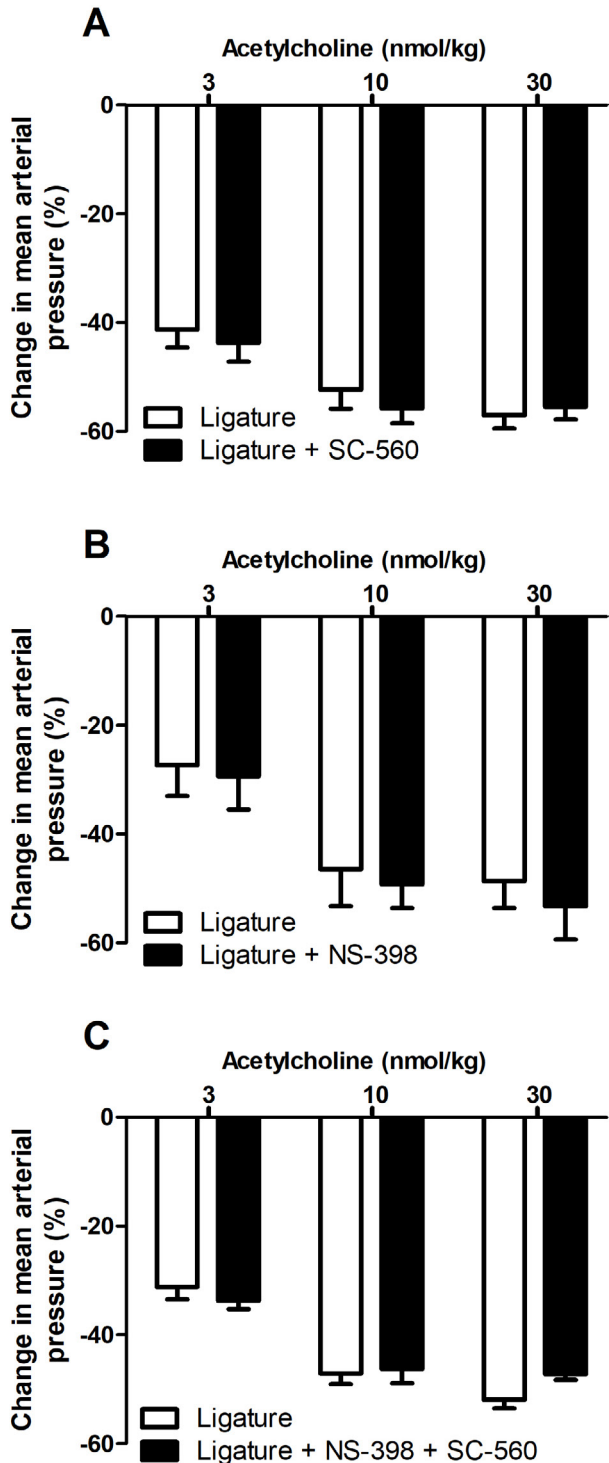 A
Acetylcholine (nmol/kg)
3 10 30
Change in mean arterial
pressure (%)
0
-20
-40
-60
Ligature
Ligature + SC-560
B
Acetylcholine (nmol/kg)
3 10 30
Change in mean arterial
pressure (%)
0
-20
-40
-60
Ligature
Ligature + NS-398
C
Acetylcholine (nmol/kg)
3 10 30
Change in mean arterial
pressure (%)
0
-20
-40
-60
Ligature
Ligature + NS-398 + SC-560